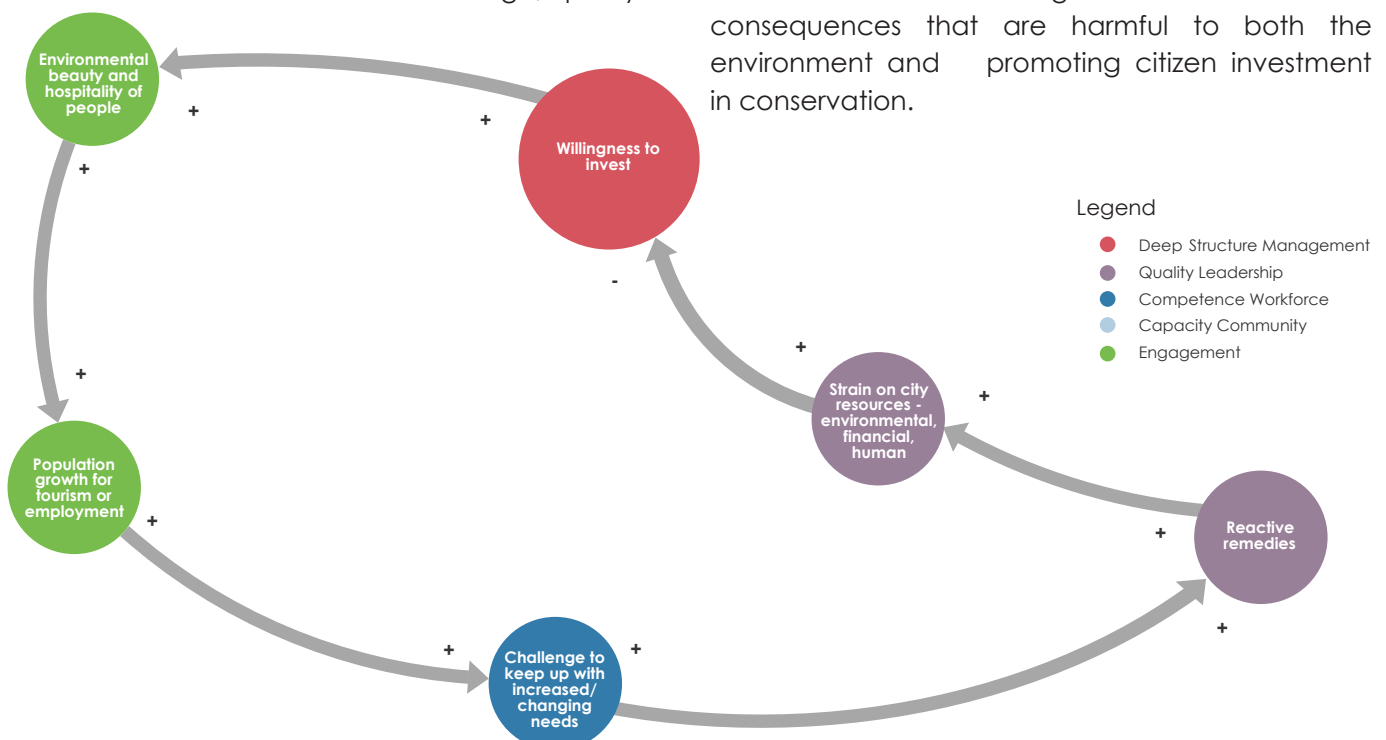 consequences that are harmful to both the
environment and promoting citizen investment
in conservation.
Environmental
beauty and
hospitality of
people
+
+
Willingness to
invest
+
-
Legend
Deep Structure Management
Quality Leadership
Competence Workforce
Capacity Community
Engagement
+
+
Strain on city
resources -
environmental,
financial,
human
+
Population
growth for
tourism or
employment
+
+
Reactive
remedies
+
+
Challenge to
keep up with
increased/
changing
needs
+